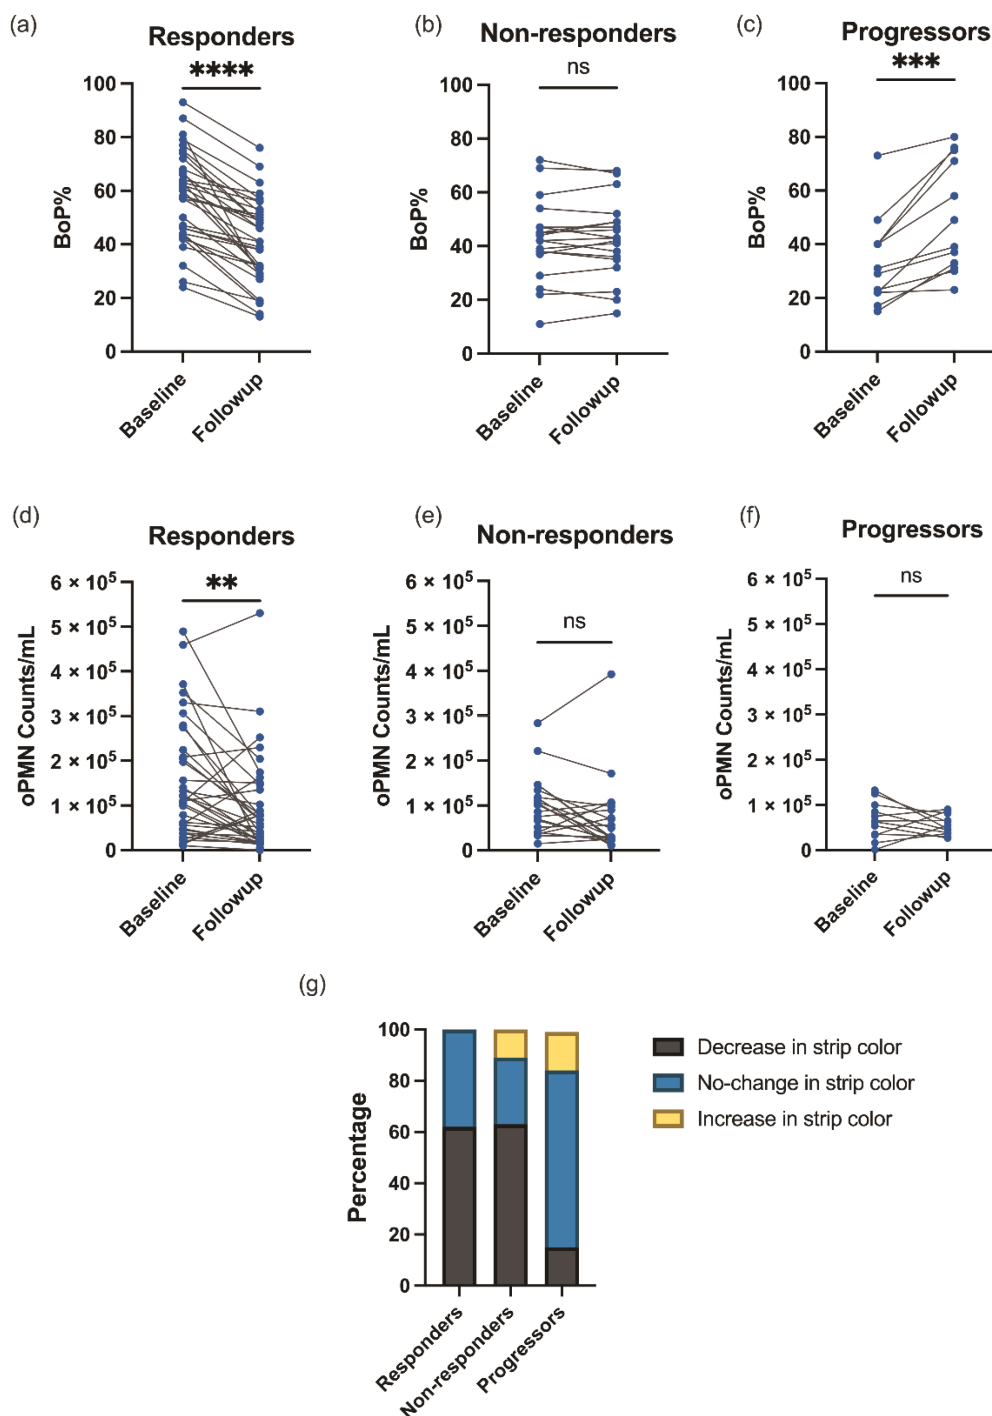 (a)
Responders
****
100
80
60
40
20
0
BoP%
Baseline
Followup
(b)
Non-responders
ns
100
80
60
40
20
0
BoP%
Baseline
Followup
(c)
Progressors
***
100
80
60
40
20
0
BoP%
Baseline
Followup
(d)
Responders
**
6 × 10⁵
5 × 10⁵
4 × 10⁵
3 × 10⁵
2 × 10⁵
1 × 10⁵
0
oPMN Counts/mL
Baseline
Followup
(e)
Non-responders
ns
6 × 10⁵
5 × 10⁵
4 × 10⁵
3 × 10⁵
2 × 10⁵
1 × 10⁵
0
oPMN Counts/mL
Baseline
Followup
(f)
Progressors
ns
6 × 10⁵
5 × 10⁵
4 × 10⁵
3 × 10⁵
2 × 10⁵
1 × 10⁵
0
oPMN Counts/mL
Baseline
Followup
(g)
100
80
60
40
20
0
Percentage
Responders
Non-responders
Progressors
Decrease in strip color
No-change in strip color
Increase in strip color